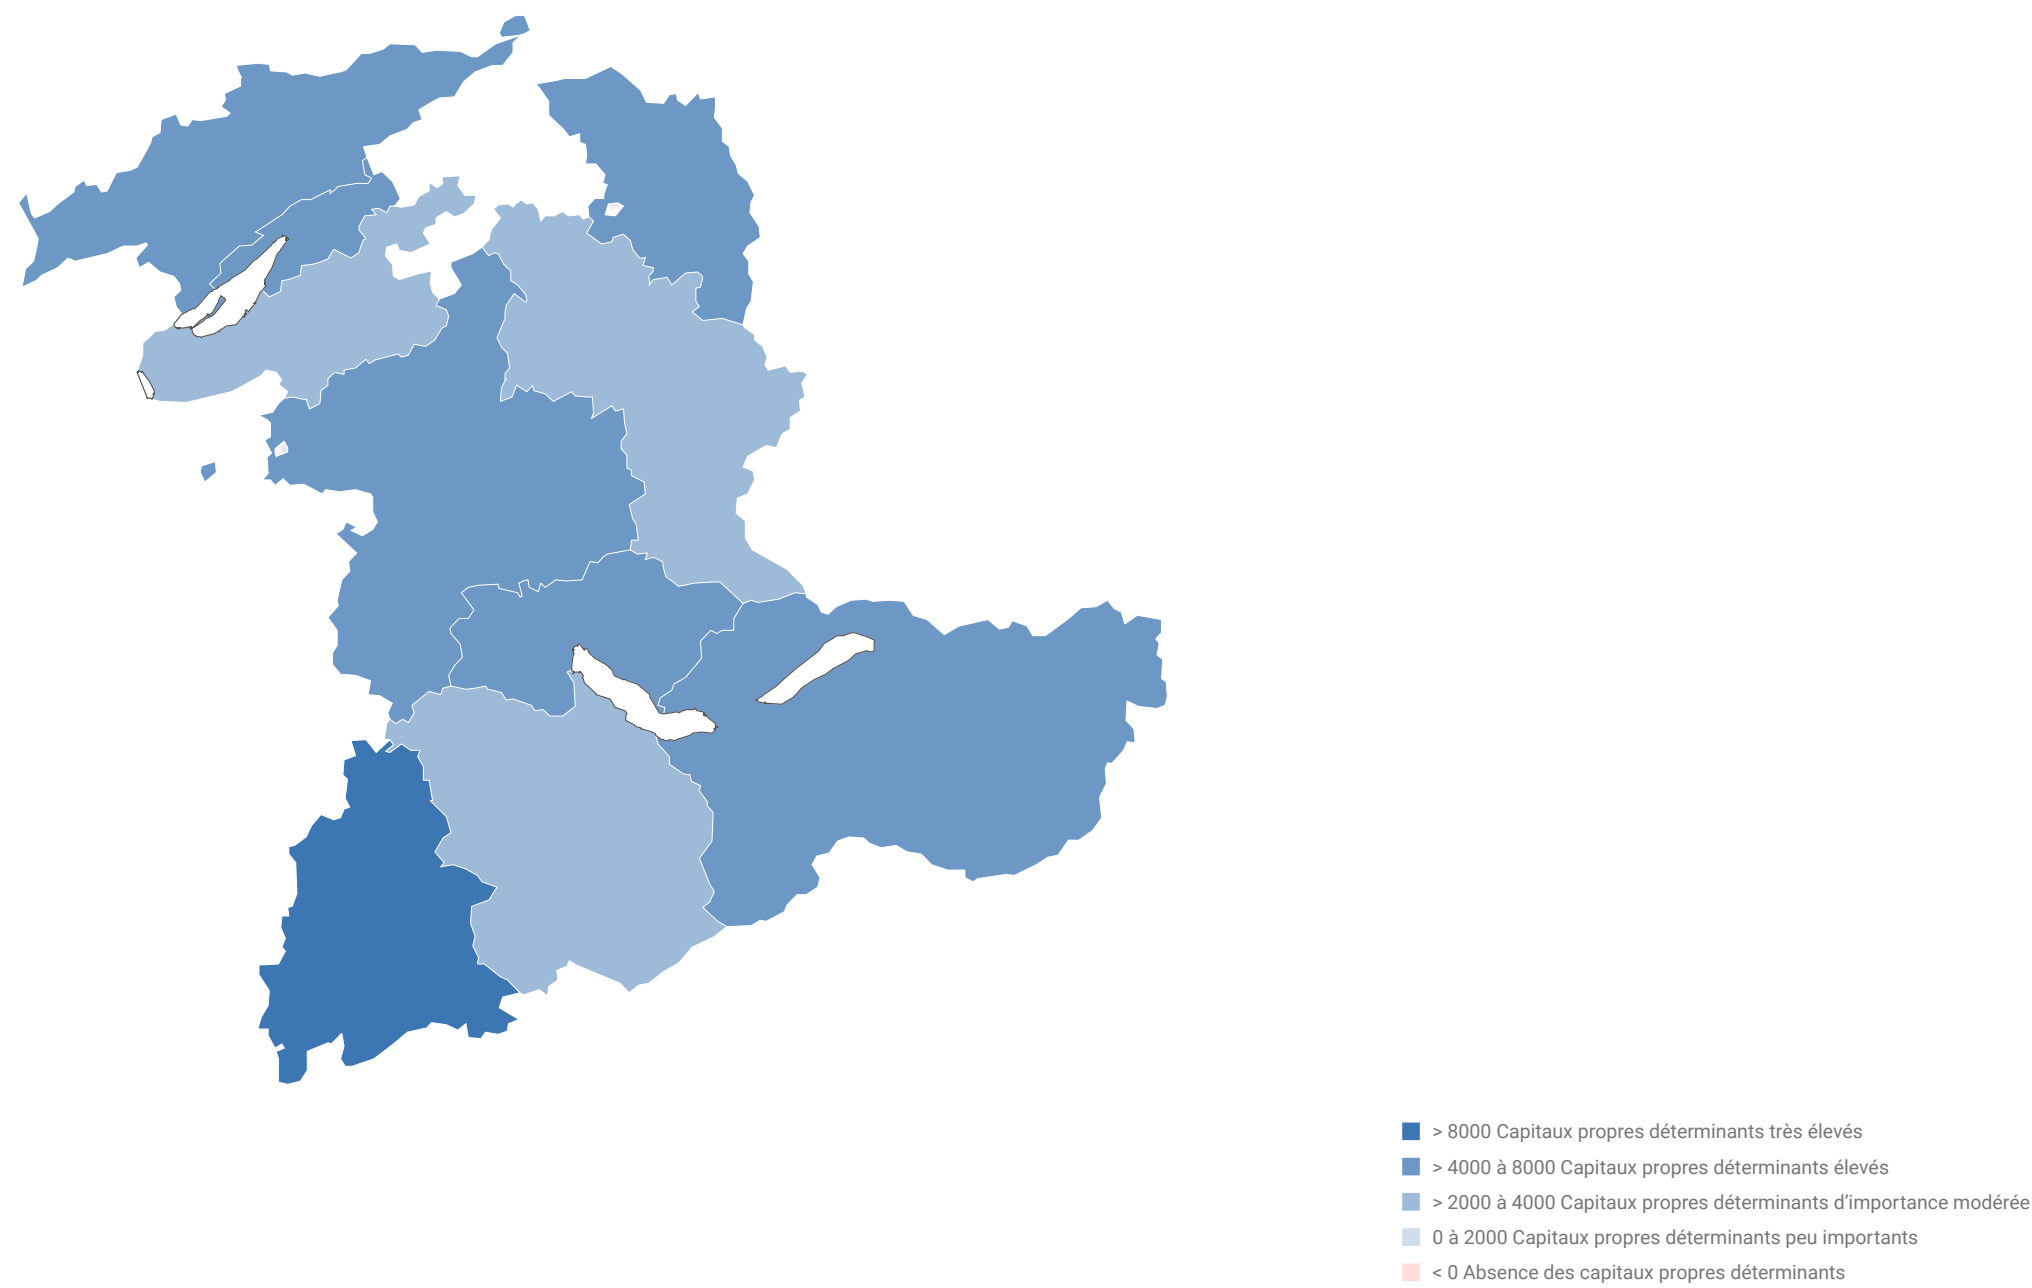 > 8000 Capitaux propres déterminants très élevés
> 4000 à 8000 Capitaux propres déterminants élevés
> 2000 à 4000 Capitaux propres déterminants d’importance modérée
0 à 2000 Capitaux propres déterminants peu importants
< 0 Absence des capitaux propres déterminants